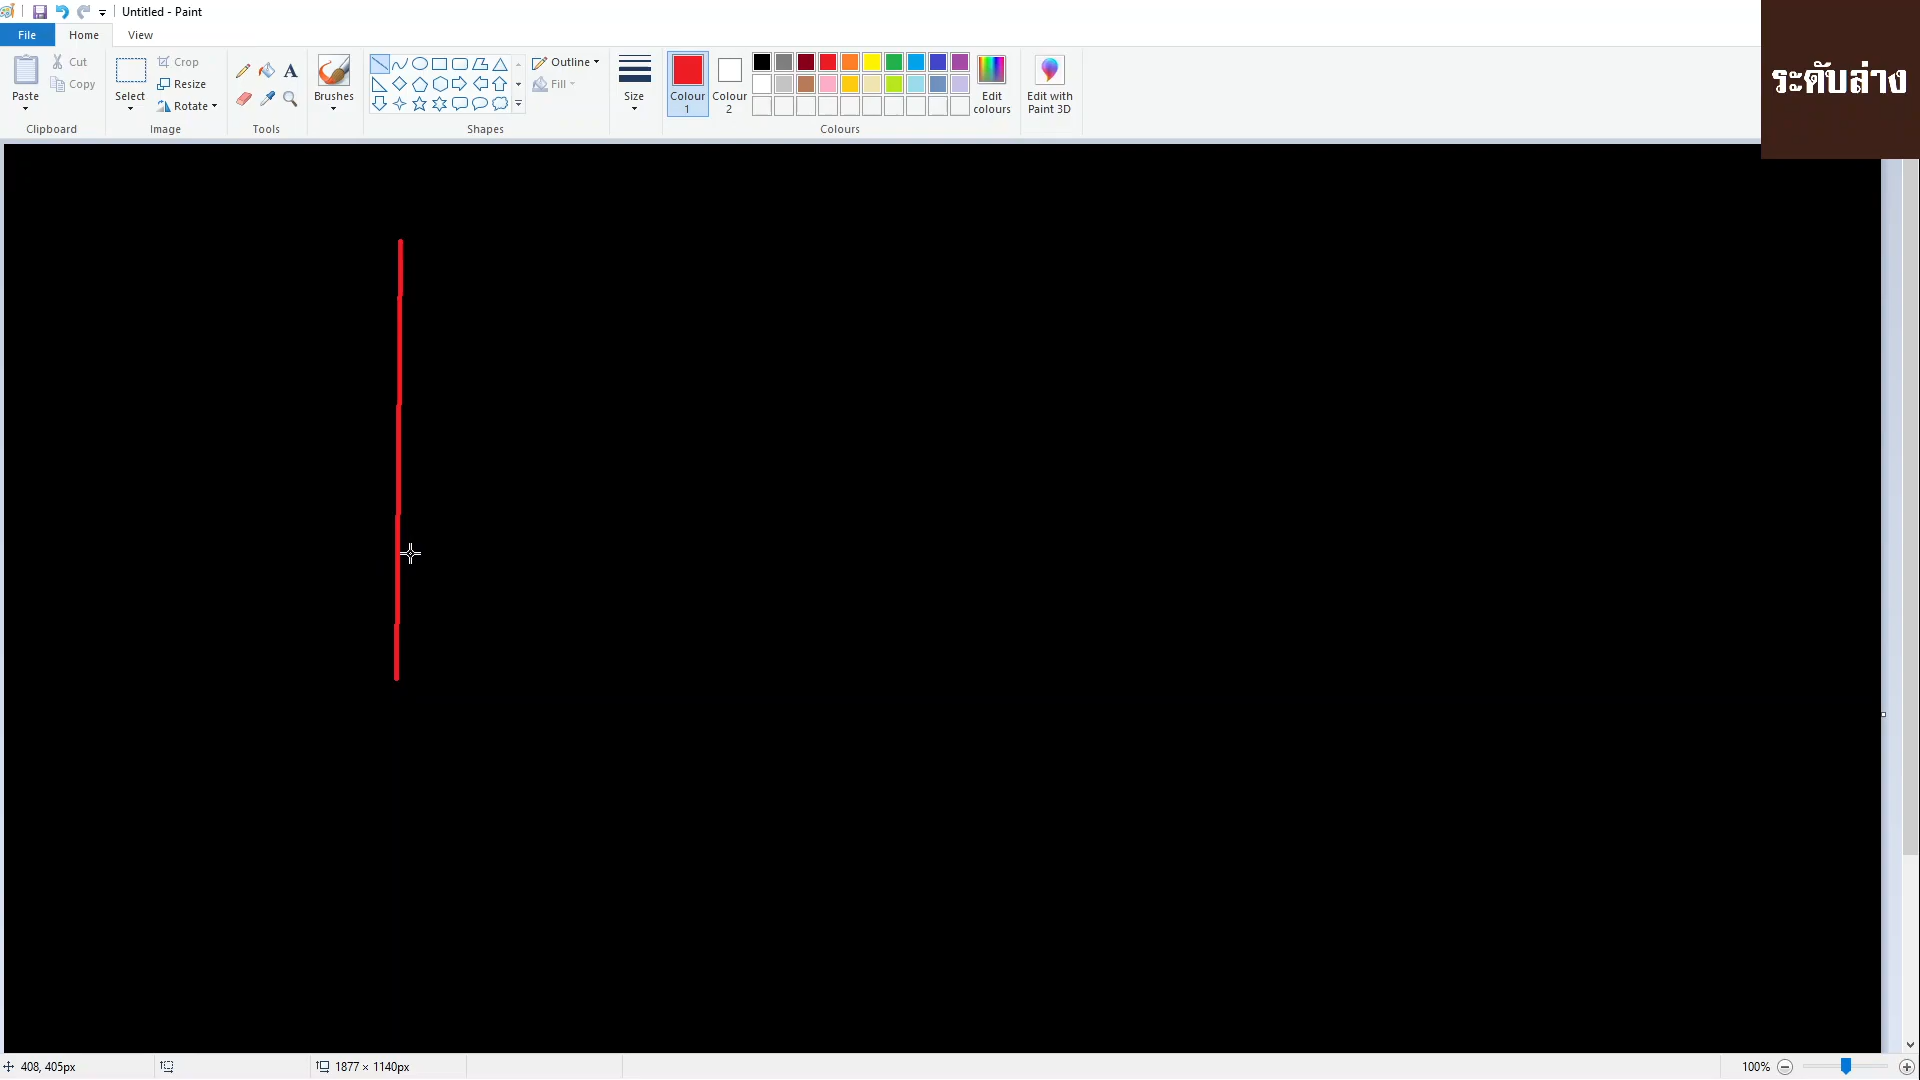 Untitled - Paint
File
Home
View
Paste
Cut
Copy
Clipboard
Select
Crop
Resize
Rotate
Image
A
Tools
Brushes
Outline
Fill
Shapes
Size
Colour
1
Colour
2
Edit
colours
Colours
Edit with
Paint 3D
ระดับล่าง
408, 405px
1877 × 1140px
100%